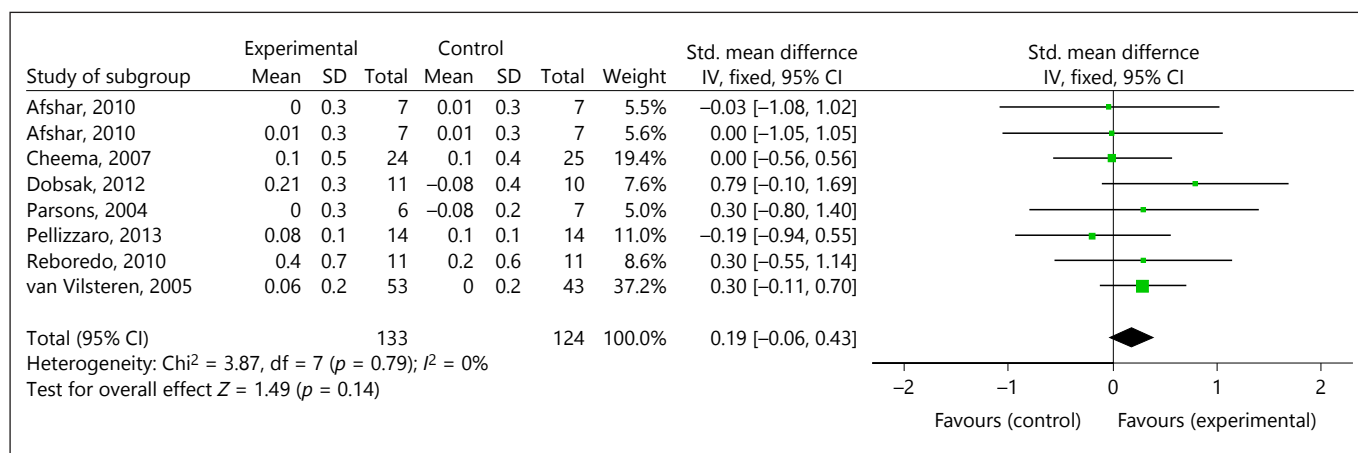 Experimental Control Std. mean differnce Std. mean differnce
Study of subgroup Mean SD Total Mean SD Total Weight IV, fixed, 95% CI IV, fixed, 95% CI
Afshar, 2010 0 0.3 7 0.01 0.3 7 5.5% –0.03 [–1.08, 1.02]
Afshar, 2010 0.01 0.3 7 0.01 0.3 7 5.6% 0.00 [–1.05, 1.05]
Cheema, 2007 0.1 0.5 24 0.1 0.4 25 19.4% 0.00 [–0.56, 0.56]
Dobsak, 2012 0.21 0.3 11 –0.08 0.4 10 7.6% 0.79 [–0.10, 1.69]
Parsons, 2004 0 0.3 6 –0.08 0.2 7 5.0% 0.30 [–0.80, 1.40]
Pellizzaro, 2013 0.08 0.1 14 0.1 0.1 14 11.0% –0.19 [–0.94, 0.55]
Reboredo, 2010 0.4 0.7 11 0.2 0.6 11 8.6% 0.30 [–0.55, 1.14]
van Vilsteren, 2005 0.06 0.2 53 0 0.2 43 37.2% 0.30 [–0.11, 0.70]
Total (95% CI) 133 124 100.0% 0.19 [–0.06, 0.43]
Heterogeneity: Chi² = 3.87, df = 7 (p = 0.79); I² = 0%
Test for overall effect Z = 1.49 (p = 0.14)
–2 –1 0 1 2
Favours (control) Favours (experimental)